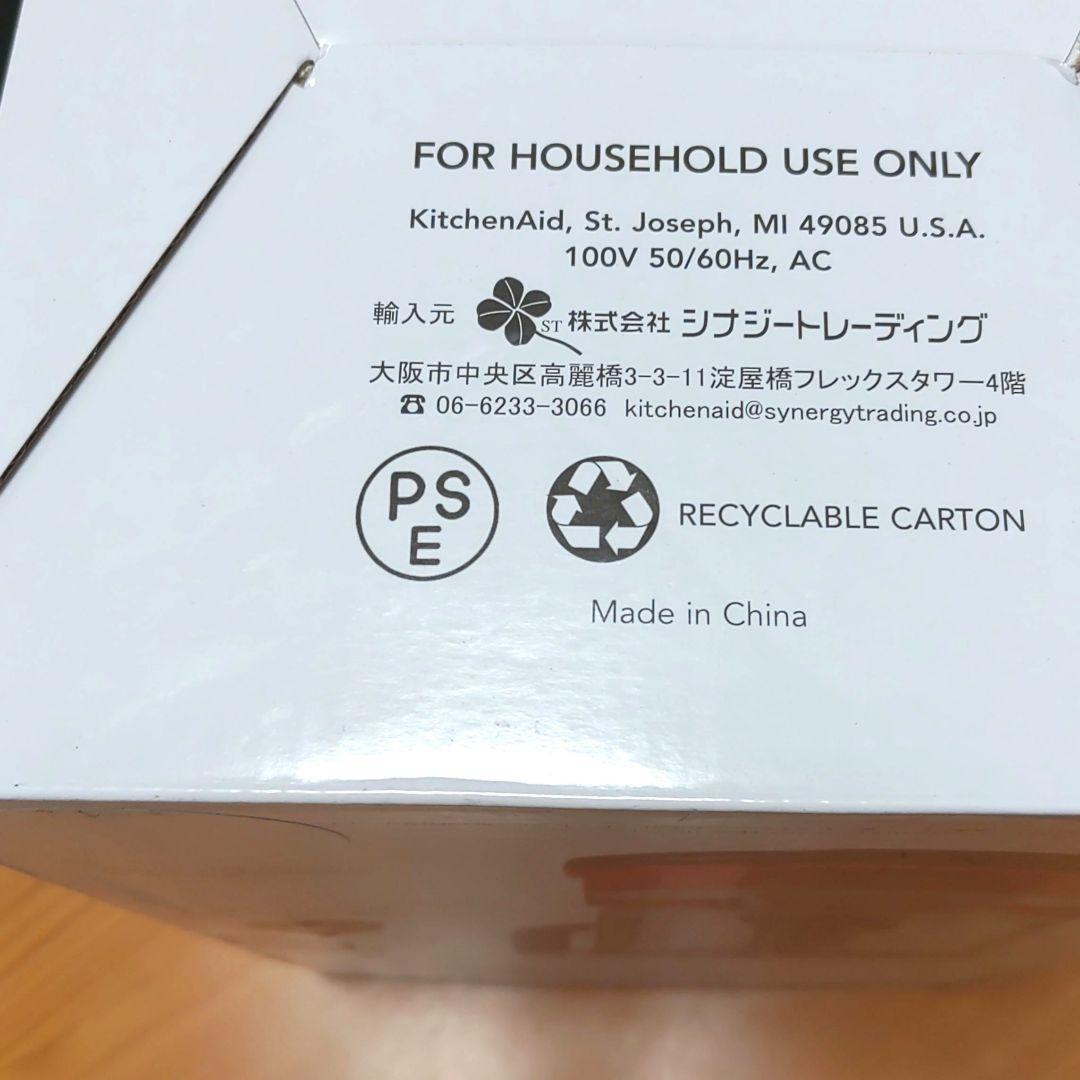 FOR HOUSEHOLD USE ONLY
KitchenAid, St. Joseph, MI 49085 U.S.A.
100V 50/60Hz, AC
輸入元 ST 株式会社 シナジートレーディング
大阪市中央区高麗橋3-3-11淀屋橋フレックスタワー4階
☎ 06-6233-3066 kitchenaid@synergytrading.co.jp
PS
E
RECYCLABLE CARTON
Made in China